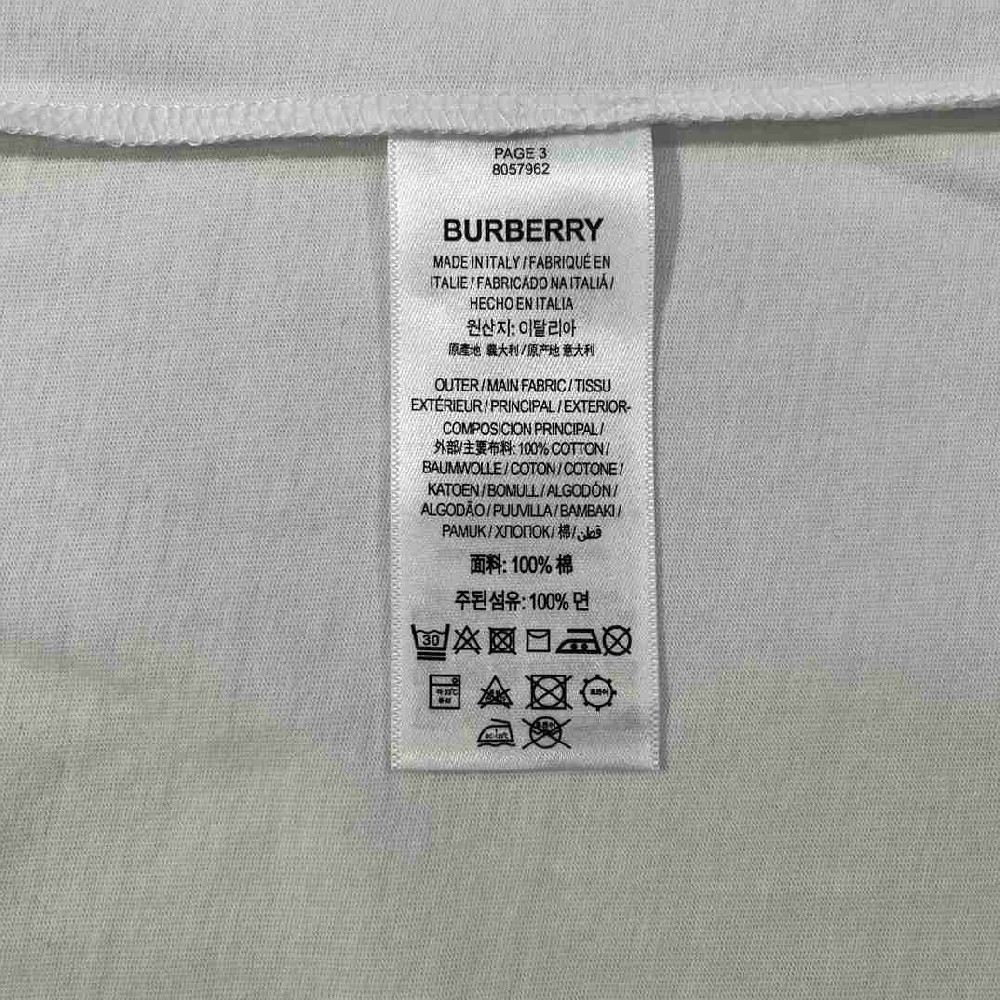 PAGE 3
8057962
BURBERRY
MADE IN ITALY / FABRIQUÉ EN
ITALIE / FABRICADO NA ITALIÁ /
HECHO EN ITALIA
원산지: 이탈리아
原產地 義大利 / 原产地 意大利
OUTER / MAIN FABRIC / TISSU
EXTÉRIEUR / PRINCIPAL / EXTERIOR-
COMPOSICION PRINCIPAL /
外部/主要布料: 100% COTTON /
BAUMWOLLE / COTON / COTONE /
KATOEN / BOMULL / ALGODÓN /
ALGODÃO / PUUVILLA / BAMBAKI /
PAMUK / ХЛОПОК / 棉 / قطن
面料: 100% 棉
주된섬유: 100% 면
30